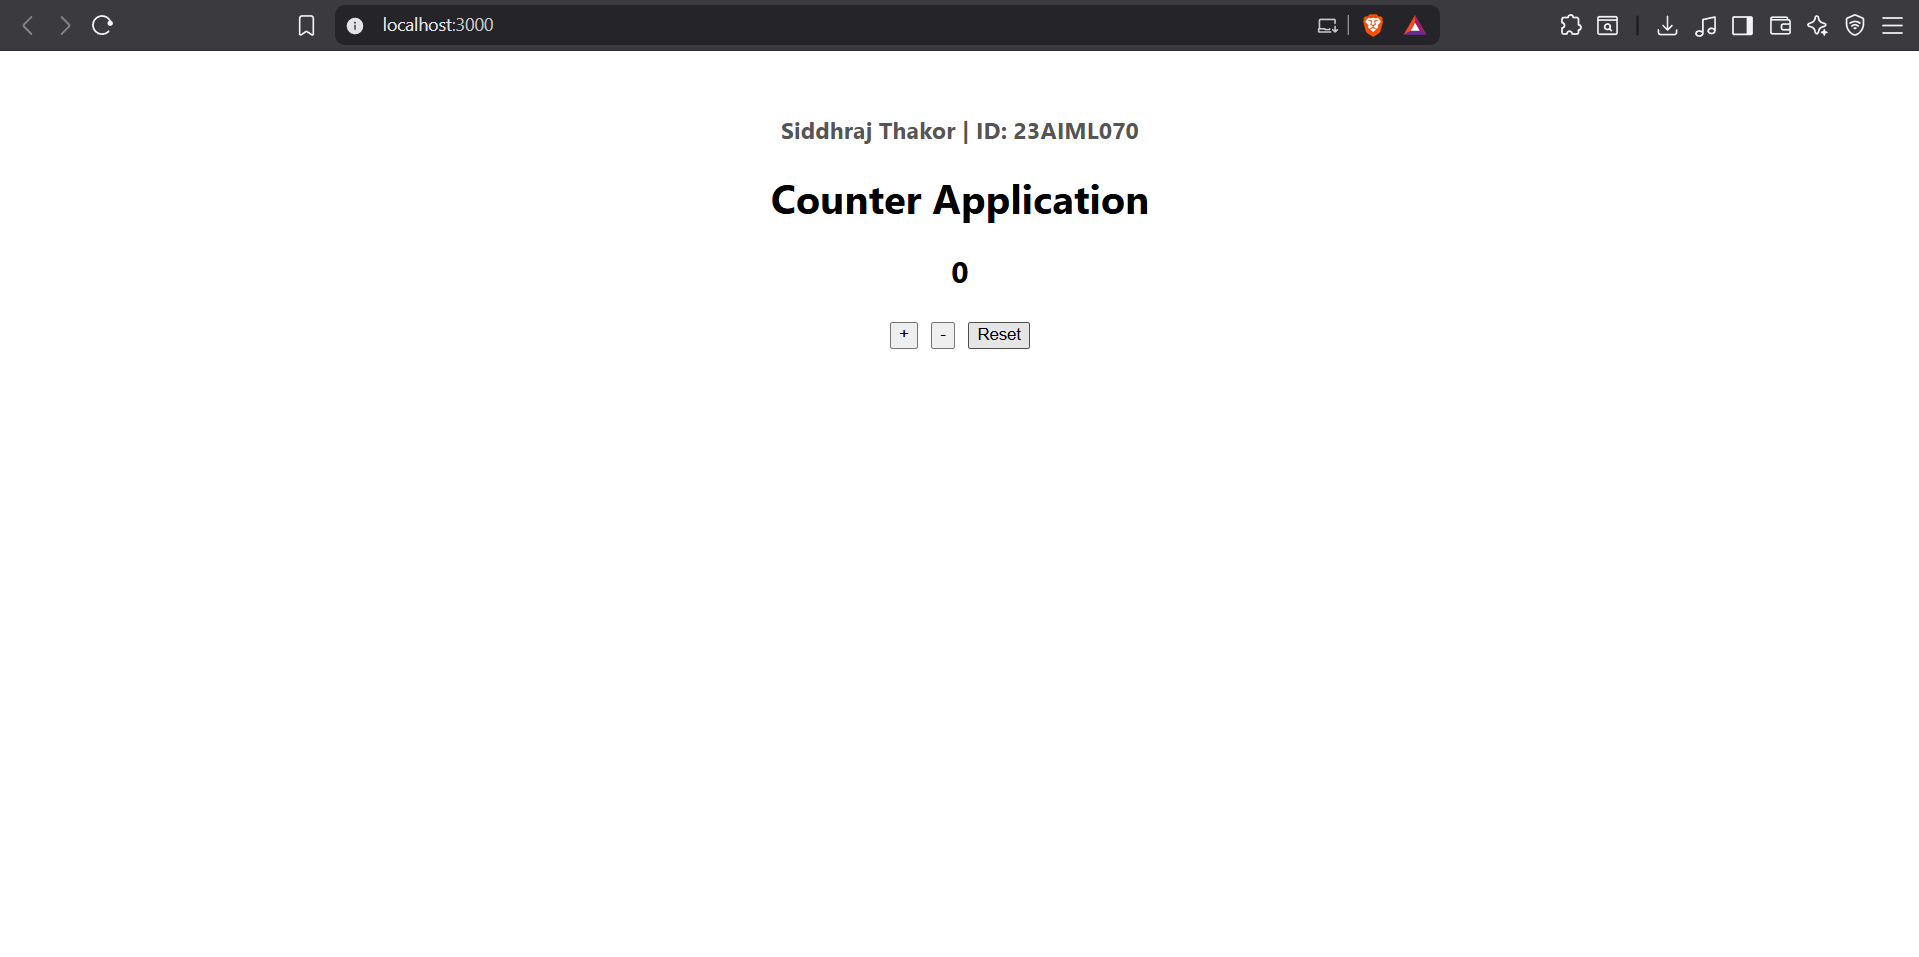 localhost:3000
Siddhraj Thakor | ID: 23AIML070
Counter Application
0
+ - Reset